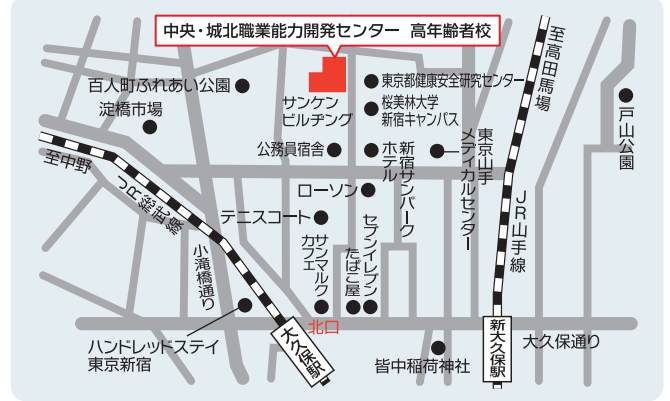 中央・城北職業能力開発センター 高年齢者校
百人町ふれあい公園
淀橋市場
サンケン
ビルヂング
東京都健康安全研究センター
桜美林大学
新宿キャンパス
至高田馬場
戸山公園
公務員宿舎
新宿サンパーク
ホテル
東京山手
メディカルセンター
至中野
JR総武線
ローソン
テニスコート
JR山手線
小滝橋通り
サンマルク
カフェ
たばこ屋
セブンイレブン
北口
ハンドレッドステイ
東京新宿
大久保駅
皆中稲荷神社
新大久保駅
大久保通り